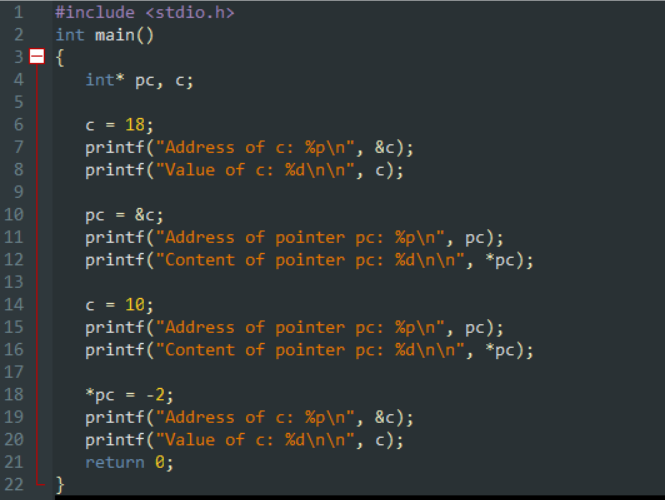 1 #include <stdio.h>
2 int main()
3 {
4 int* pc, c;
5
6 c = 18;
7 printf("Address of c: %p\n", &c);
8 printf("Value of c: %d\n\n", c);
9
10 pc = &c;
11 printf("Address of pointer pc: %p\n", pc);
12 printf("Content of pointer pc: %d\n\n", *pc);
13
14 c = 10;
15 printf("Address of pointer pc: %p\n", pc);
16 printf("Content of pointer pc: %d\n\n", *pc);
17
18 *pc = -2;
19 printf("Address of c: %p\n", &c);
20 printf("Value of c: %d\n\n", c);
21 return 0;
22 }